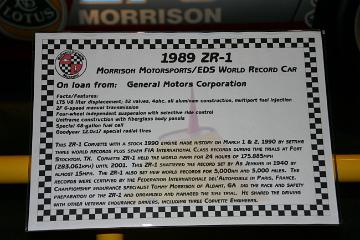 LOTUS
MORRISON
1989 ZR-1
Morrison Motorsports/EDS World Record Car
On loan from: General Motors Corporation
Facts/Features:
LT5 V8 liter displacement; 32 valves, 4ohc, all aluminum construction, multiport fuel injection
ZF 6-speed manual transmission
Four-wheel independent suspension with selective ride control
Uniframe construction with fiberglass body panels
Special 48-gallon fuel cell
Goodyear 12.0x17 special radial tires
This ZR-1 Corvette with a stock 1990 engine made history on March 1 & 2, 1990 by setting
three world records plus seven FIA International Class records during time trials at Fort
Stockton, TX. Corvette ZR-1 held the world mark for 24 hours of 175.885mph
(283.061mph) until 2001. This ZR-1 shattered the record set by Ab Jenkins in 1940 by
almost 15mph. The ZR-1 also set new world records for 5,000km and 5,000 miles. The
records were certified by the Federation Internationale de l'Automobile in Paris, France.
Championship endurance specialist Tommy Morrison of Albany, GA did the race and safety
preparation of the ZR-1 and organized and managed the time trial. He shared the driving
with other veteran endurance drivers, including three Corvette Engineers.